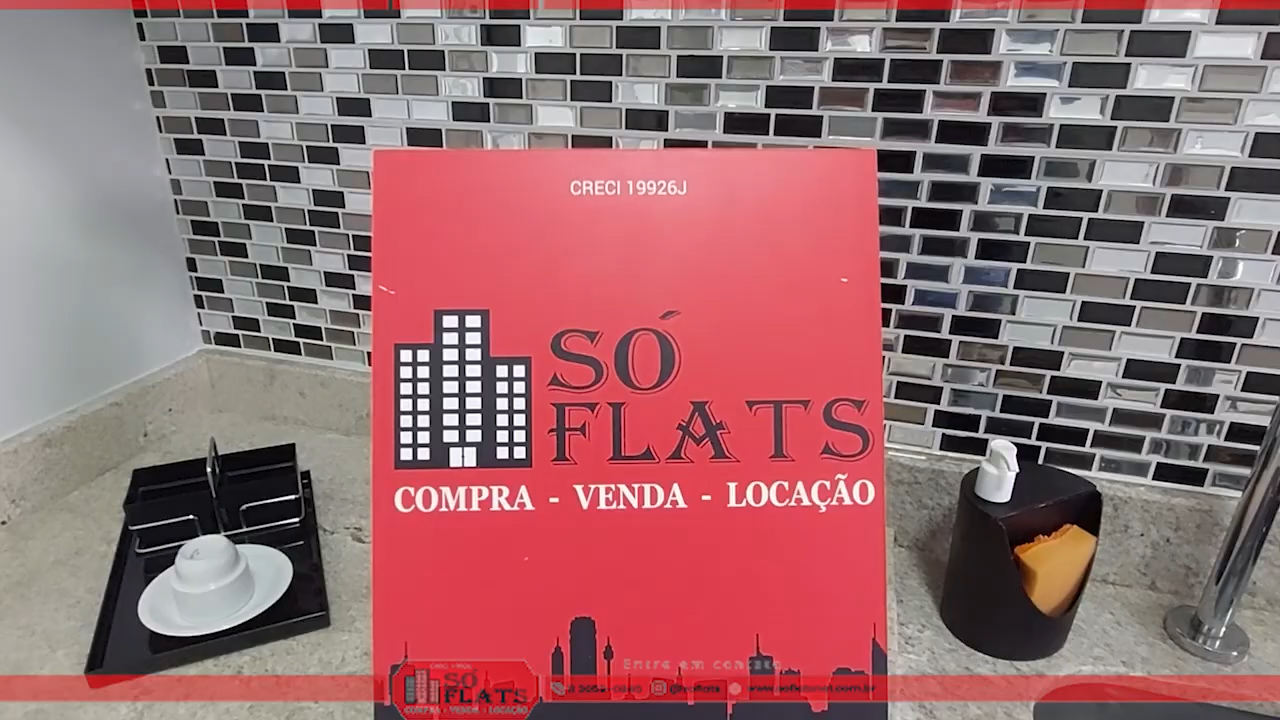 CRECI 19926J
SÓ
FLATS
COMPRA - VENDA - LOCAÇÃO
Entre em contato
SÓ
FLATS
COMPRA - VENDA - LOCAÇÃO